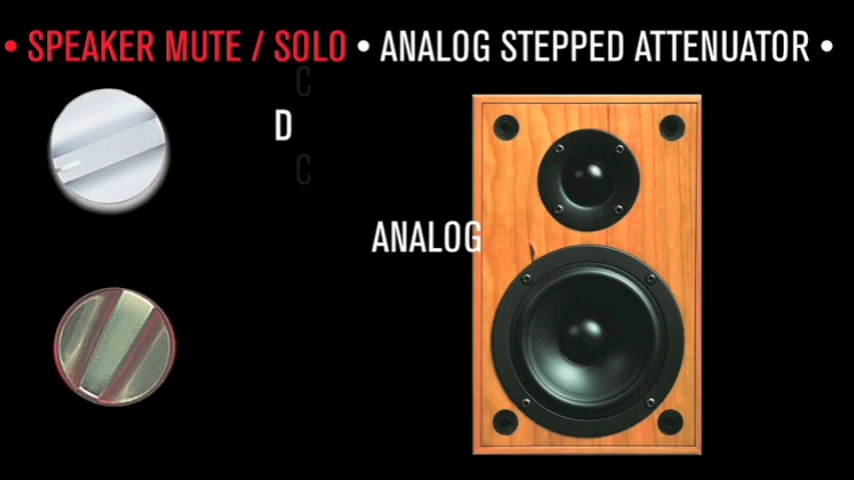 • SPEAKER MUTE / SOLO • ANALOG STEPPED ATTENUATOR •
C
D
C
ANALOG